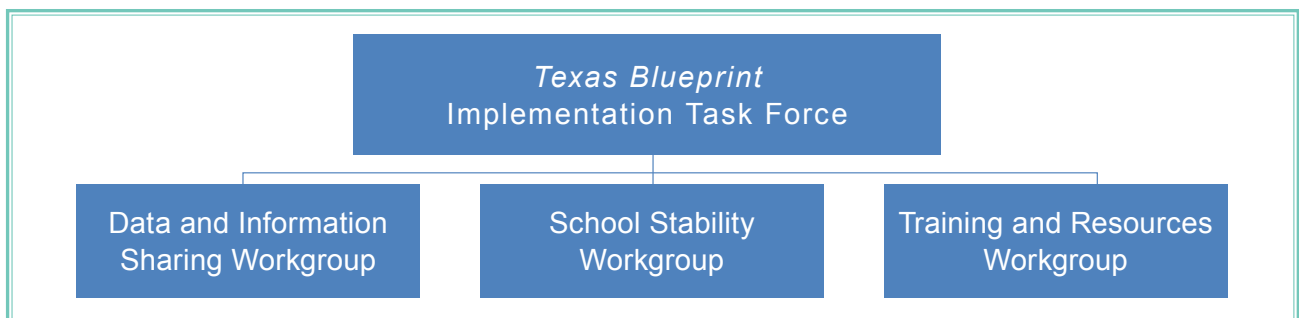 Texas Blueprint
Implementation Task Force
Data and Information
Sharing Workgroup
School Stability
Workgroup
Training and Resources
Workgroup